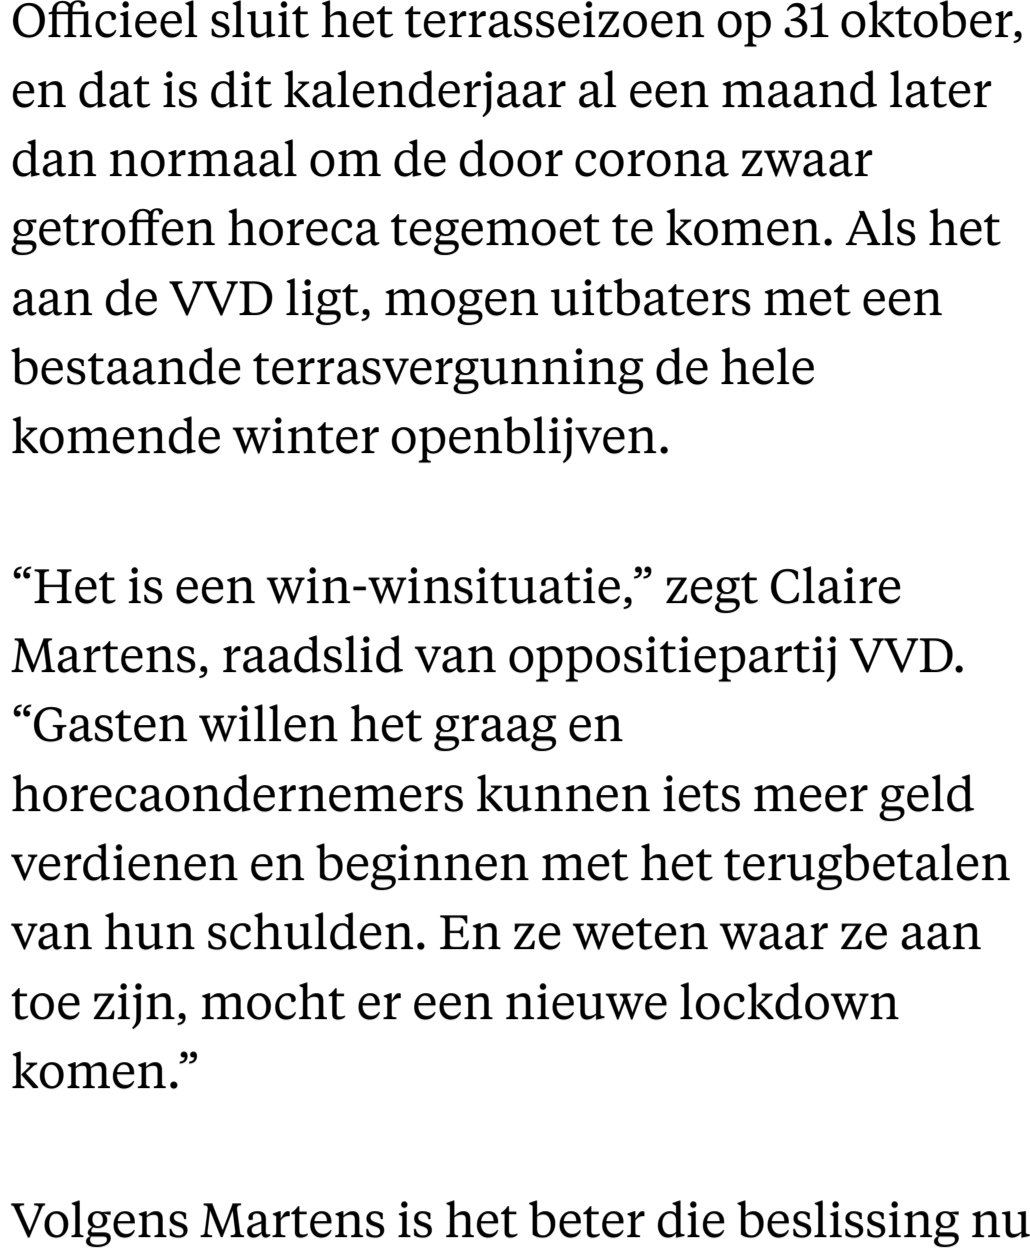 Officieel sluit het terrasseizoen op 31 oktober,
en dat is dit kalenderjaar al een maand later
dan normaal om de door corona zwaar
getroffen horeca tegemoet te komen. Als het
aan de VVD ligt, mogen uitbaters met een
bestaande terrasvergunning de hele
komende winter openblijven.
“Het is een win-winsituatie,” zegt Claire
Martens, raadslid van oppositiepartij VVD.
“Gasten willen het graag en
horecaondernemers kunnen iets meer geld
verdienen en beginnen met het terugbetalen
van hun schulden. En ze weten waar ze aan
toe zijn, mocht er een nieuwe lockdown
komen.”
Volgens Martens is het beter die beslissing nu